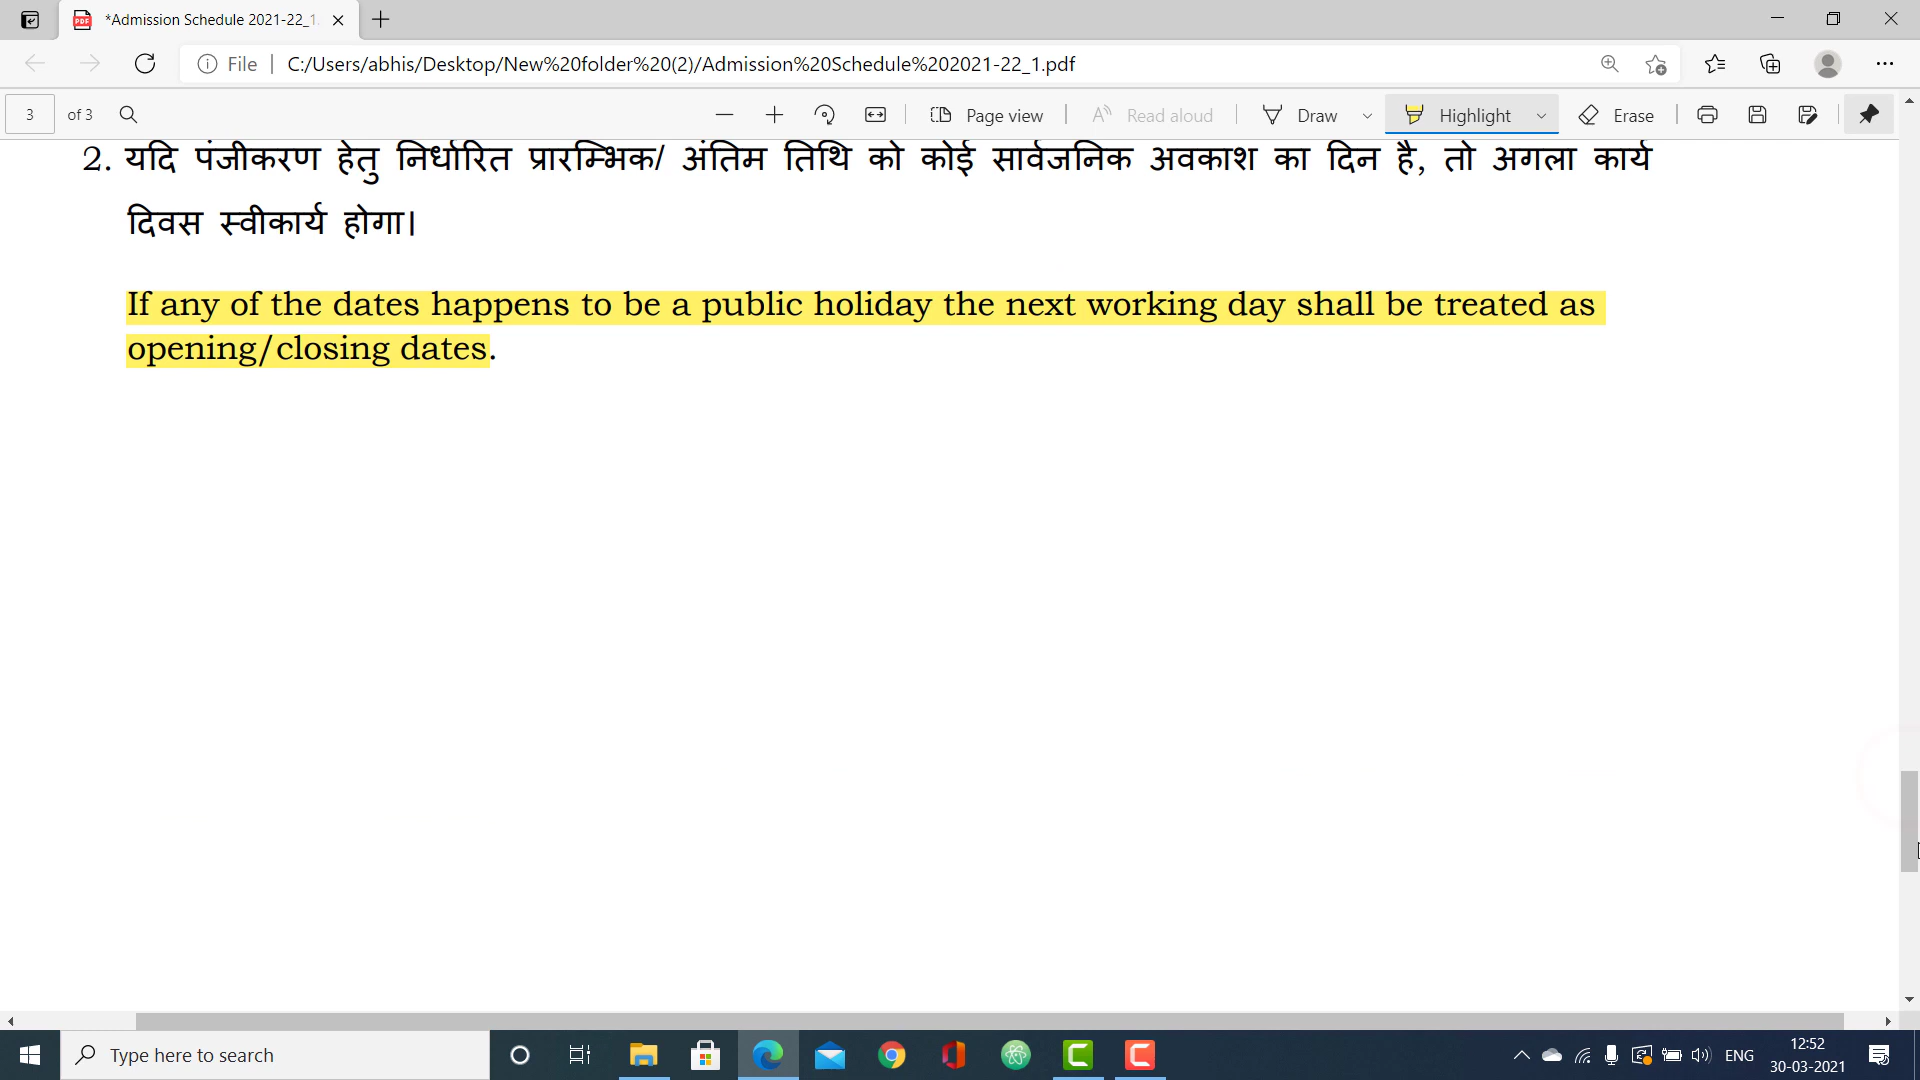 *Admission Schedule 2021-22_1.
File | C:/Users/abhis/Desktop/New%20folder%20(2)/Admission%20Schedule%202021-22_1.pdf
3 of 3 Page view Read aloud Draw Highlight Erase
2. यदि पंजीकरण हेतु निर्धारित प्रारम्भिक/ अंतिम तिथि को कोई सार्वजनिक अवकाश का दिन है, तो अगला कार्य
दिवस स्वीकार्य होगा।
If any of the dates happens to be a public holiday the next working day shall be treated as
opening/closing dates.
Type here to search
ENG
12:52
30-03-2021